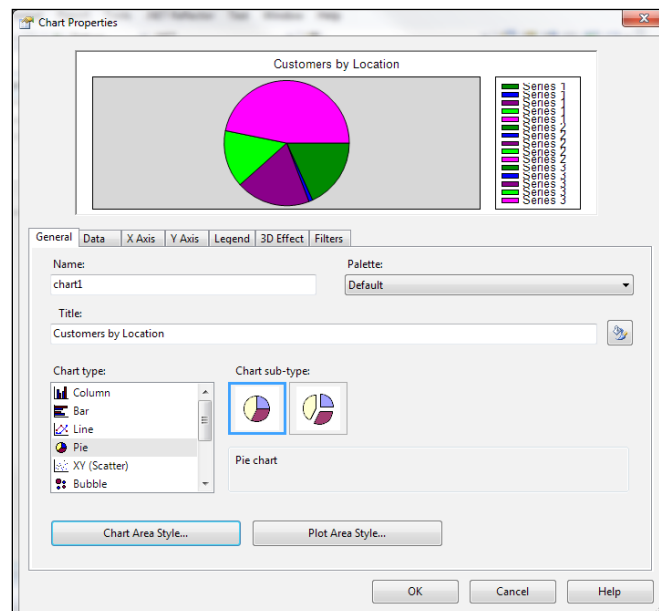 Chart Properties
Customers by Location
Series 1
Series 1
Series 1
Series 1
Series 1
Series 2
Series 2
Series 2
Series 2
Series 2
Series 3
Series 3
Series 3
Series 3
Series 3
General Data X Axis Y Axis Legend 3D Effect Filters
Name: Palette:
chart1 Default
Title:
Customers by Location
Chart type: Chart sub-type:
Column
Bar
Line
Pie
XY (Scatter)
Bubble
Pie chart
Chart Area Style... Plot Area Style...
OK Cancel Help